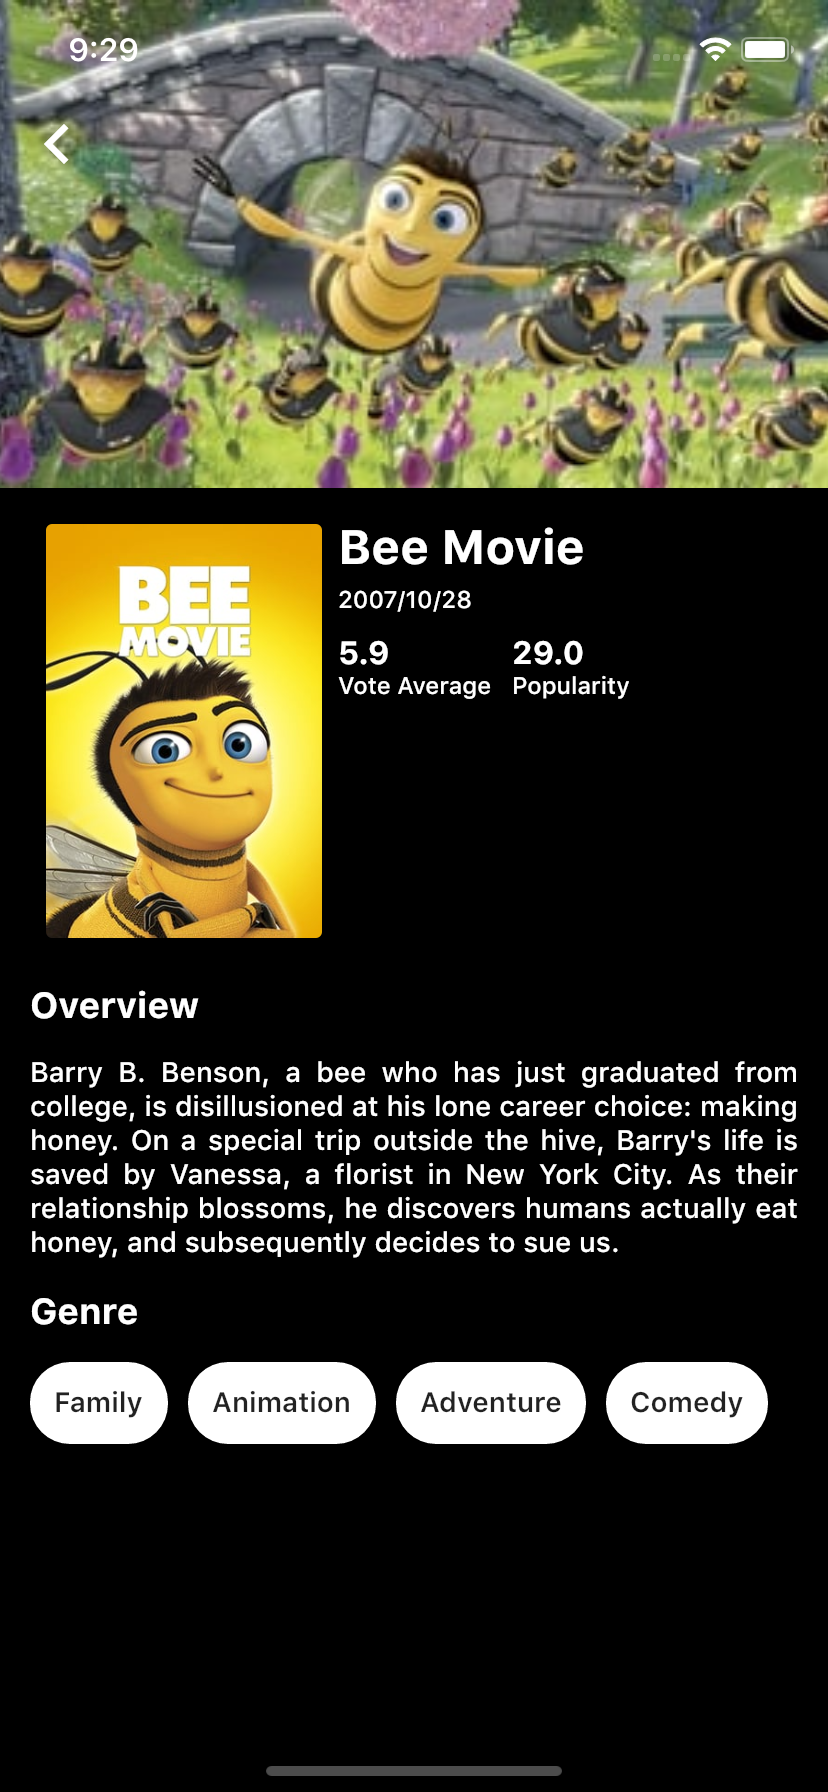 9:29
BEE
MOVIE
Bee Movie
2007/10/28
5.9 29.0
Vote Average Popularity
Overview
Barry B. Benson, a bee who has just graduated from
college, is disillusioned at his lone career choice: making
honey. On a special trip outside the hive, Barry's life is
saved by Vanessa, a florist in New York City. As their
relationship blossoms, he discovers humans actually eat
honey, and subsequently decides to sue us.
Genre
Family Animation Adventure Comedy